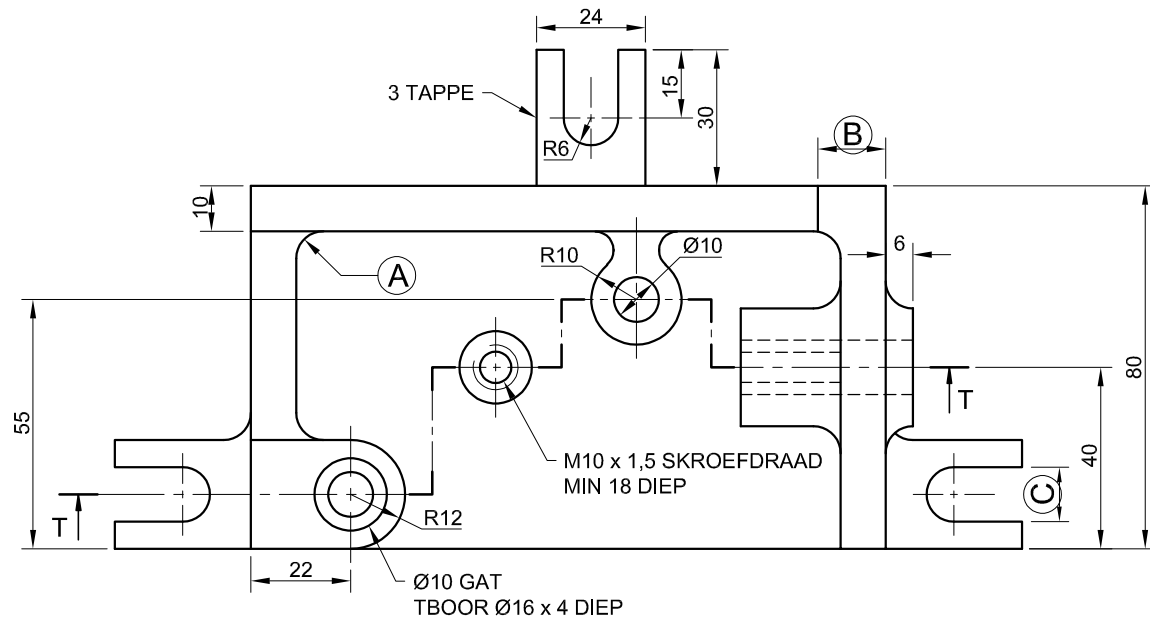 24
3 TAPPE
15
30
R6
B
10
6
R10
Ø10
A
80
55
T
40
M10 x 1,5 SKROEFDRAAD
MIN 18 DIEP
C
T
R12
22
Ø10 GAT
TBOOR Ø16 x 4 DIEP